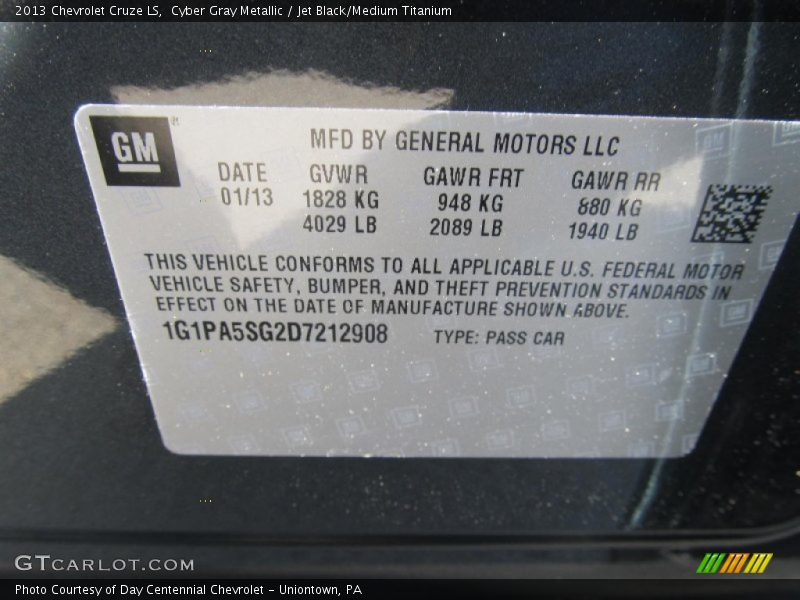 2013 Chevrolet Cruze LS,  Cyber Gray Metallic / Jet Black/Medium Titanium
GM ®
MFD BY GENERAL MOTORS LLC
DATE GVWR GAWR FRT GAWR RR
01/13 1828 KG 948 KG 880 KG
4029 LB 2089 LB 1940 LB
THIS VEHICLE CONFORMS TO ALL APPLICABLE U.S. FEDERAL MOTOR
VEHICLE SAFETY, BUMPER, AND THEFT PREVENTION STANDARDS IN
EFFECT ON THE DATE OF MANUFACTURE SHOWN ABOVE.
1G1PA5SG2D7212908 TYPE: PASS CAR
GTCARLOT.COM
Photo Courtesy of Day Centennial Chevrolet - Uniontown, PA